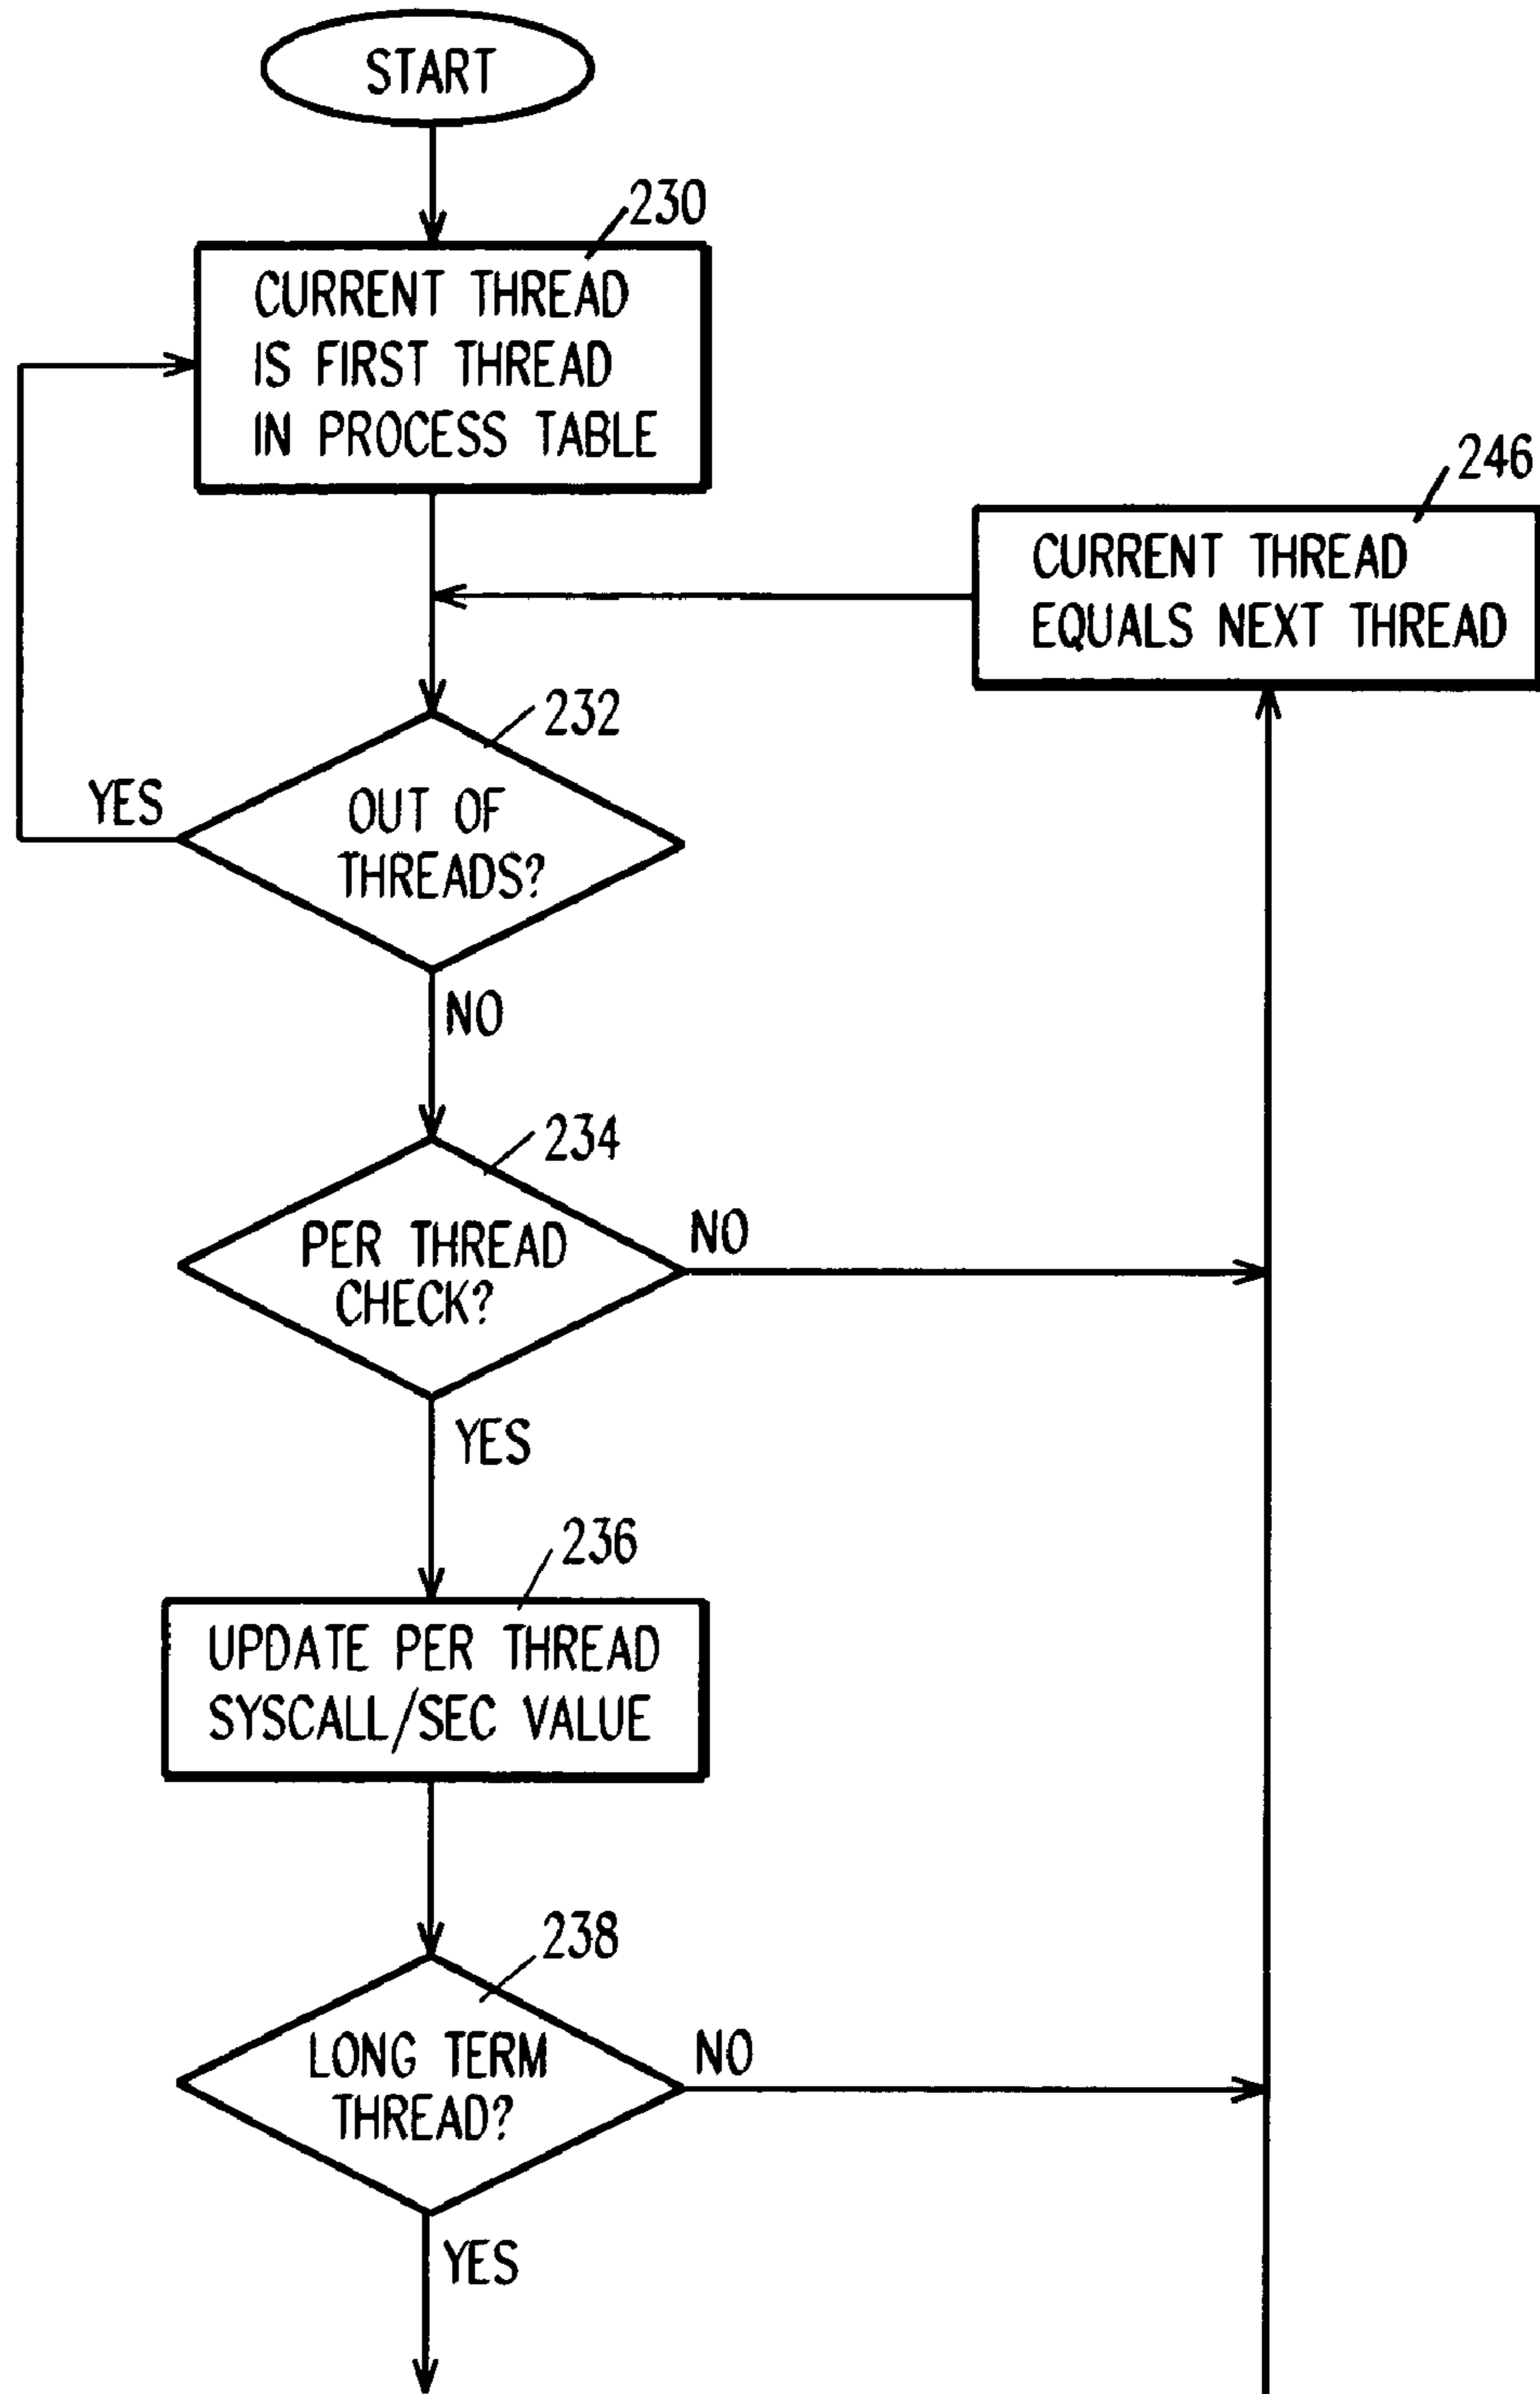 START
230
CURRENT THREAD
IS FIRST THREAD
IN PROCESS TABLE
246
CURRENT THREAD
EQUALS NEXT THREAD
232
OUT OF
THREADS?
YES
NO
234
PER THREAD
CHECK?
NO
YES
236
UPDATE PER THREAD
SYSCALL/SEC VALUE
238
LONG TERM
THREAD?
NO
YES